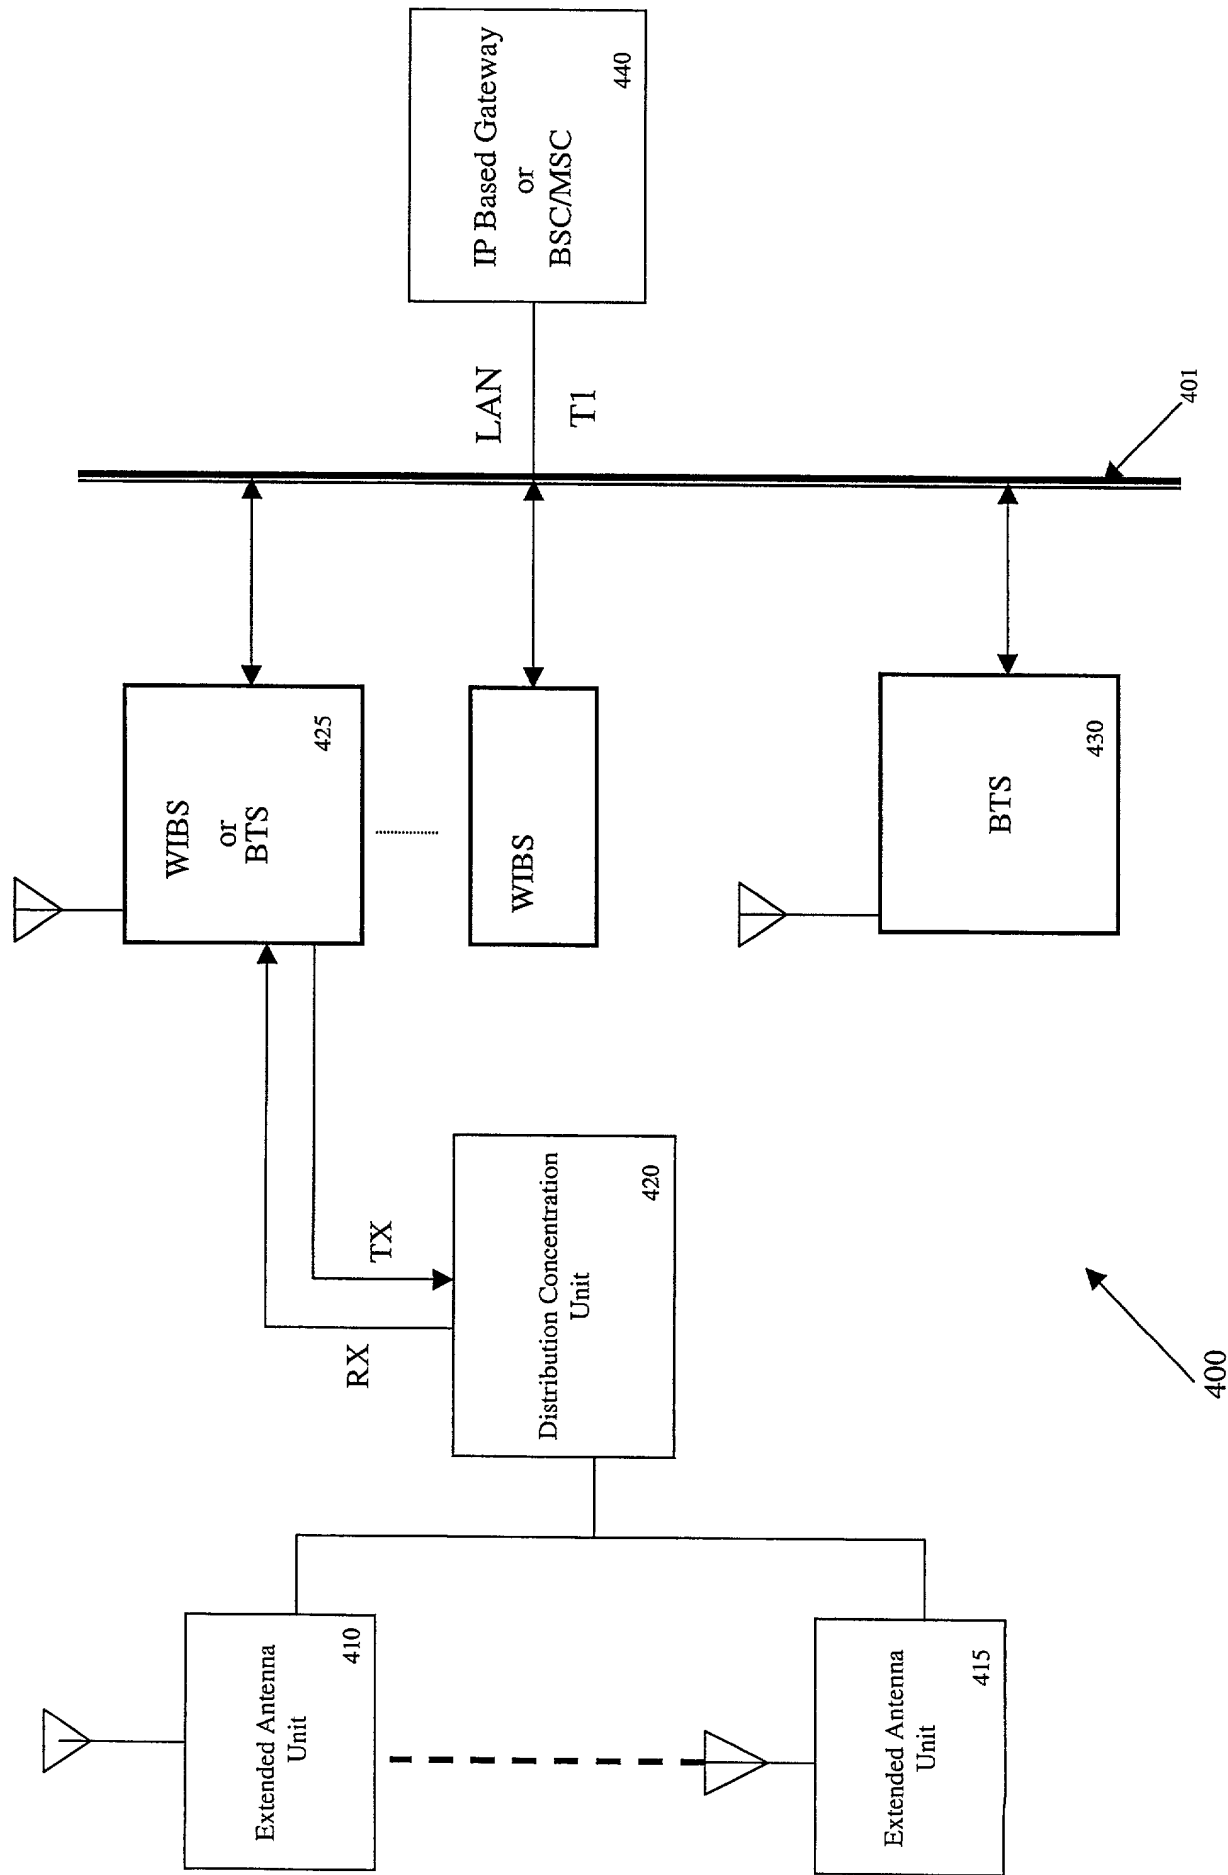 IP Based Gateway
or
BSC/MSC
440
LAN
T1
401
WIBS
or
BTS
425
WIBS
BTS
430
TX
RX
Distribution Concentration
Unit
420
400
Extended Antenna
Unit
410
Extended Antenna
Unit
415